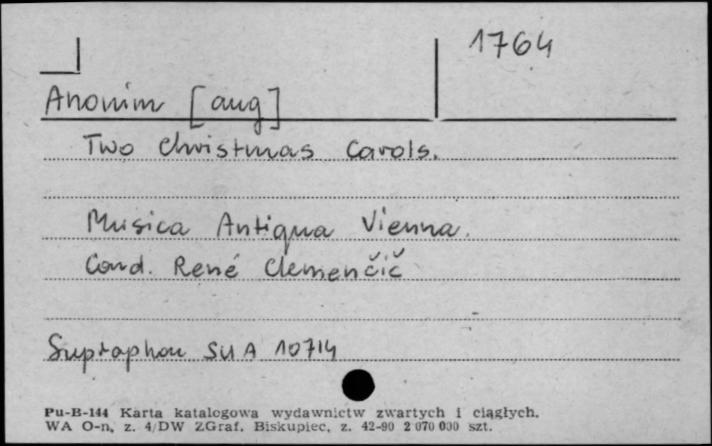 1764
Anonim [ang]
Two Christmas Carols.
Musica Antiqua Vienna.
Cond. René Clemenčič
Supraphon SUA 10714
Pu-B-144 Karta katalogowa wydawnictw zwartych i ciągłych.
WA O-n, z. 4/DW ZGraf. Biskupiec, z. 42-90 2 070 000 szt.